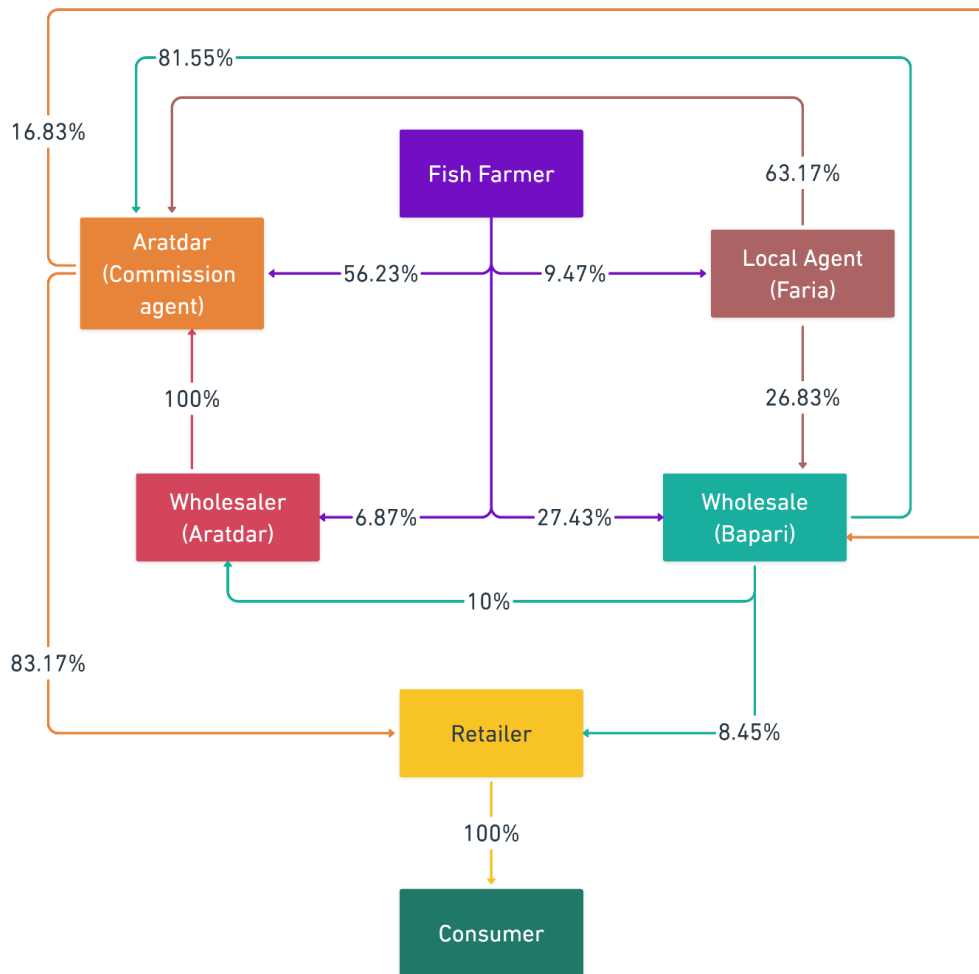 81.55%
16.83%
Fish Farmer
63.17%
Aratdar
(Commission
agent)
56.23%
9.47%
Local Agent
(Faria)
100%
26.83%
Wholesaler
(Aratdar)
6.87%
27.43%
Wholesale
(Bapari)
10%
83.17%
Retailer
8.45%
100%
Consumer